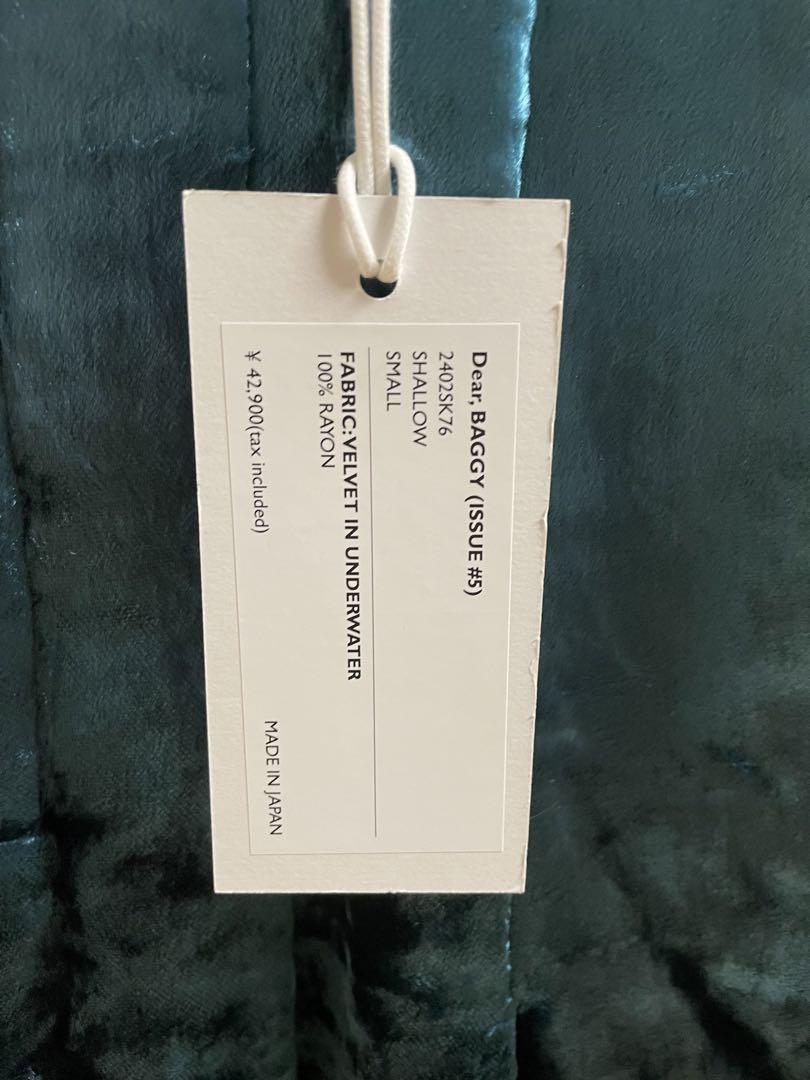 Dear, BAGGY (ISSUE #5)
2402SK76
SHALLOW
SMALL
FABRIC:VELVET IN UNDERWATER
100% RAYON
¥ 42,900(tax included)
MADE IN JAPAN